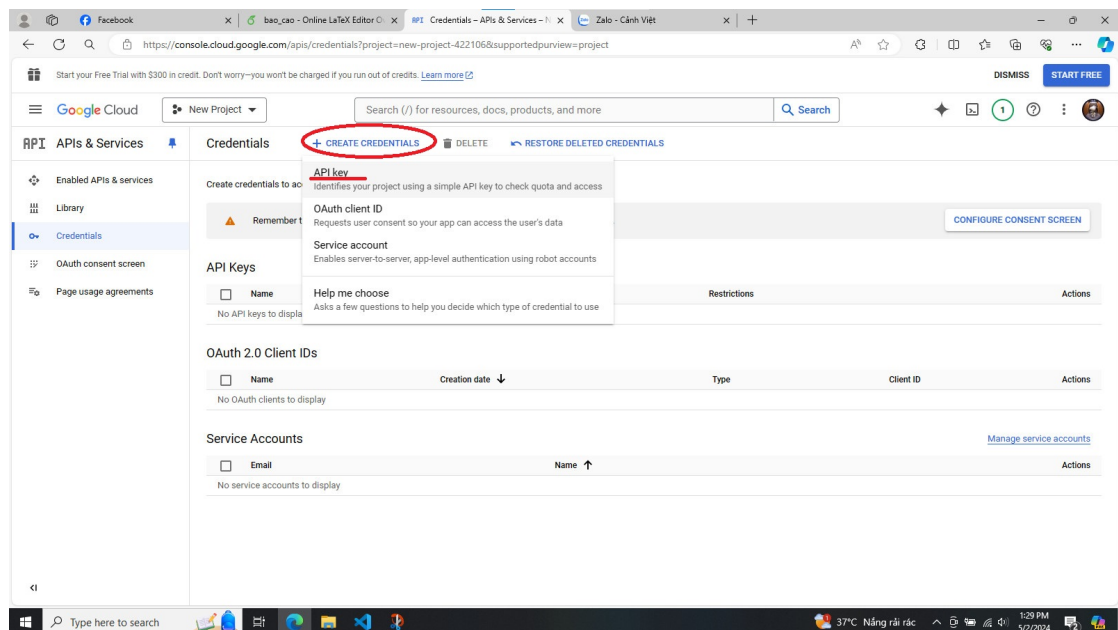 Facebook
bao_cao - Online LaTeX Editor O
API Credentials – APIs & Services – N
Zalo - Cảnh Việt
https://console.cloud.google.com/apis/credentials?project=new-project-422106&supportedpurview=project
Start your Free Trial with $300 in credit. Don't worry—you won't be charged if you run out of credits. Learn more
DISMISS
START FREE
Google Cloud
New Project
Search (/) for resources, docs, products, and more
Search
1
API APIs & Services
Credentials
+ CREATE CREDENTIALS
DELETE
RESTORE DELETED CREDENTIALS
Enabled APIs & services
Library
Credentials
OAuth consent screen
Page usage agreements
Create credentials to ac
Remember t
CONFIGURE CONSENT SCREEN
API key
Identifies your project using a simple API key to check quota and access
OAuth client ID
Requests user consent so your app can access the user's data
Service account
Enables server-to-server, app-level authentication using robot accounts
Help me choose
Asks a few questions to help you decide which type of credential to use
API Keys
Name
Restrictions
Actions
No API keys to displa
OAuth 2.0 Client IDs
Name
Creation date
Type
Client ID
Actions
No OAuth clients to display
Service Accounts
Manage service accounts
Email
Name
Actions
No service accounts to display
Type here to search
37°C Nắng rải rác
1:29 PM
5/2/2024